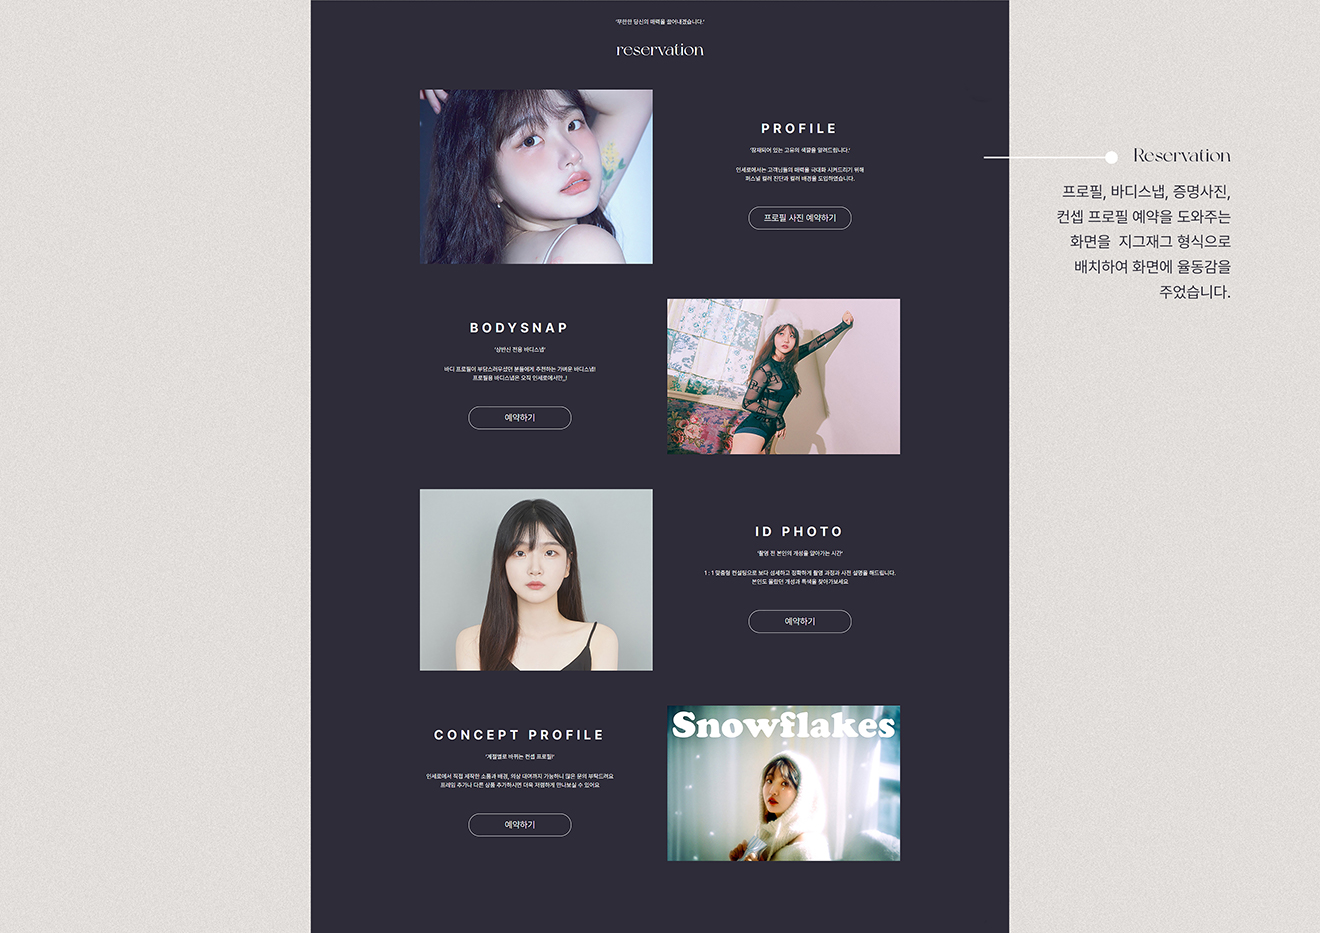 '무한한 당신의 매력을 끌어내겠습니다.'
reservation
PROFILE
'잠재되어 있는 고유의 색깔을 알려드립니다.'
인세로에서는 고객님들의 매력을 극대화 시켜드리기 위해
퍼스널 컬러 진단과 컬러 배경을 도입하였습니다.
프로필 사진 예약하기
Reservation
프로필, 바디스냅, 증명사진,
컨셉 프로필 예약을 도와주는
화면을 지그재그 형식으로
배치하여 화면에 율동감을
주었습니다.
BODYSNAP
'상반신 전용 바디스냅'
바디 프로필이 부담스러우셨던 분들에게 추천하는 가벼운 바디스냅!
프로필용 바디스냅은 오직 인세로에서만_!
예약하기
ID PHOTO
'촬영 전 본인의 개성을 알아가는 시간'
1 : 1 맞춤형 컨설팅으로 보다 섬세하고 정확하게 촬영 과정과 사전 설명을 해드립니다.
본인도 몰랐던 개성과 특색을 찾아가보세요
예약하기
CONCEPT PROFILE
'계절별로 바뀌는 컨셉 프로필!'
인세로에서 직접 제작한 소품과 배경, 의상 대여까지 가능하니 많은 문의 부탁드려요
프레임 추가나 다른 상품 추가하시면 더욱 저렴하게 만나보실 수 있어요
예약하기
Snowflakes